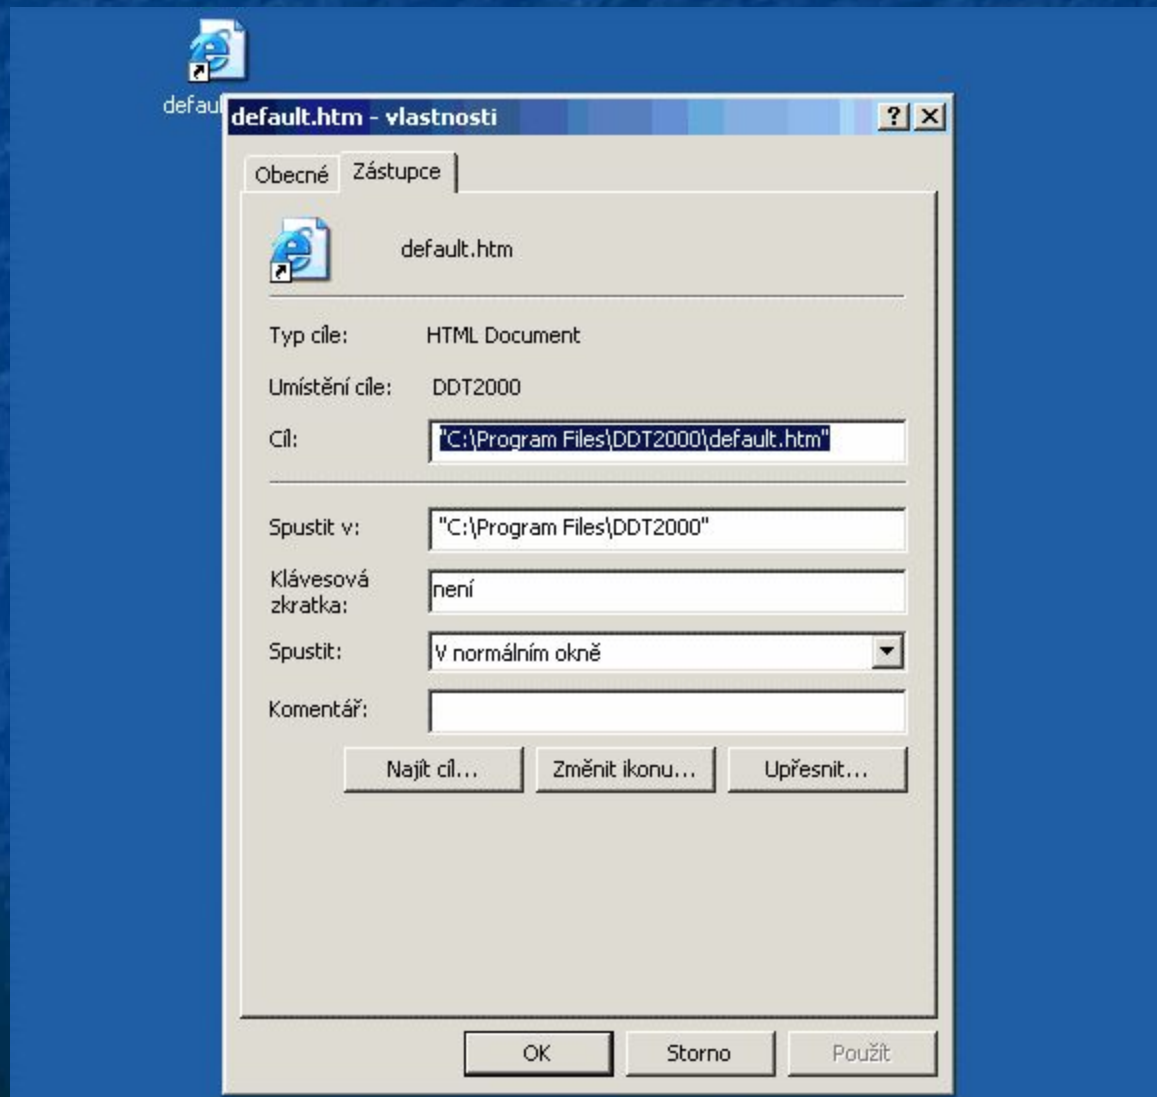 defaul
default.htm - vlastnosti
Obecné Zástupce
default.htm
Typ cíle: HTML Document
Umístění cíle: DDT2000
Cíl: "C:\Program Files\DDT2000\default.htm"
Spustit v: "C:\Program Files\DDT2000"
Klávesová
zkratka: není
Spustit: V normálním okně
Komentář:
Najít cíl... Změnit ikonu... Upřesnit...
OK Storno Použít